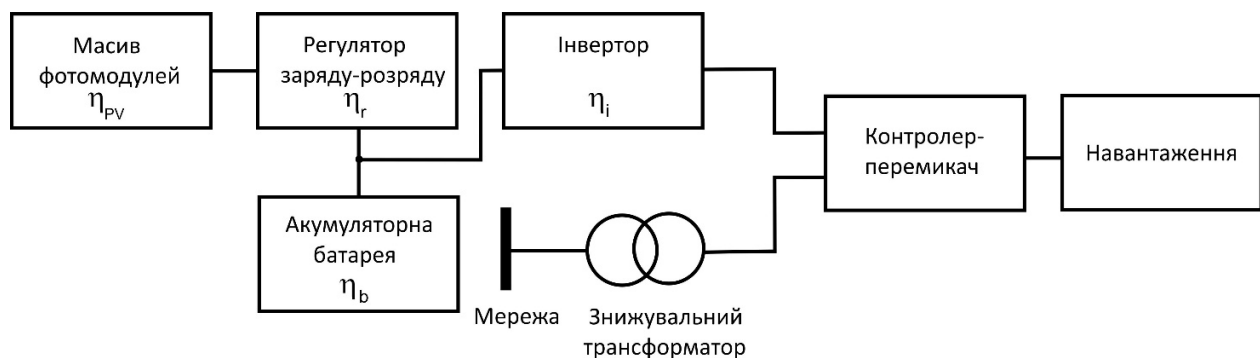 Масив
фотомодулей
ηPV
Регулятор
заряду-розряду
ηr
Інвертор
ηi
Контролер-
перемикач
Навантаження
Акумуляторна
батарея
ηb
Мережа
Знижувальний
трансформатор